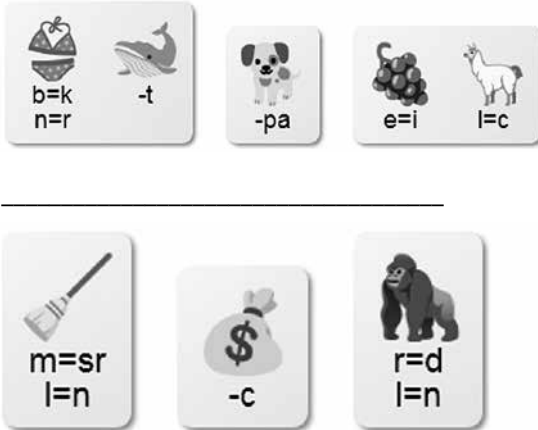 b=k -t -pa e=i l=c
n=r
m=sr -c r=d
l=n l=n
$